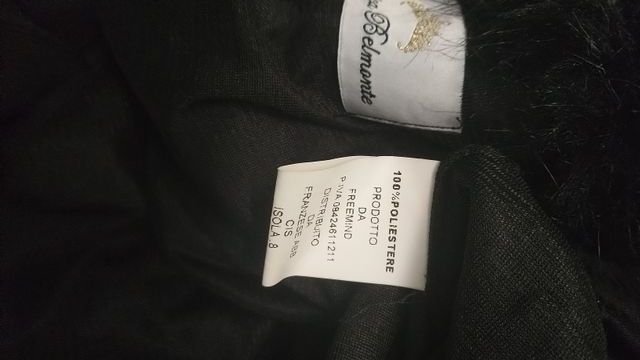 Belmonte
100%POLIESTERE
PRODOTTO
DA
FREEMIND
P.IVA.08424611211
DISTRIBUITO
DA
FRANZESE ABB
CIS
ISOLA 8